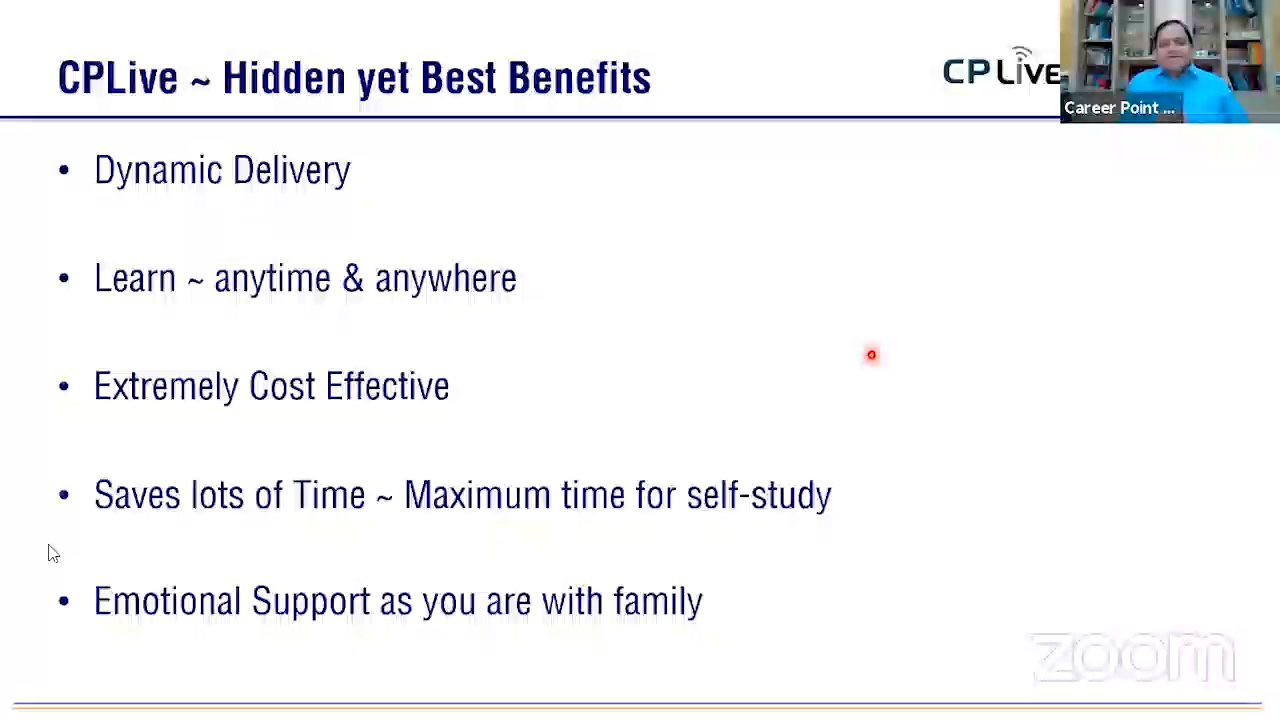 CPLive ~ Hidden yet Best Benefits
CP Live
Career Point ...
• Dynamic Delivery
• Learn ~ anytime & anywhere
• Extremely Cost Effective
• Saves lots of Time ~ Maximum time for self-study
• Emotional Support as you are with family
zoom